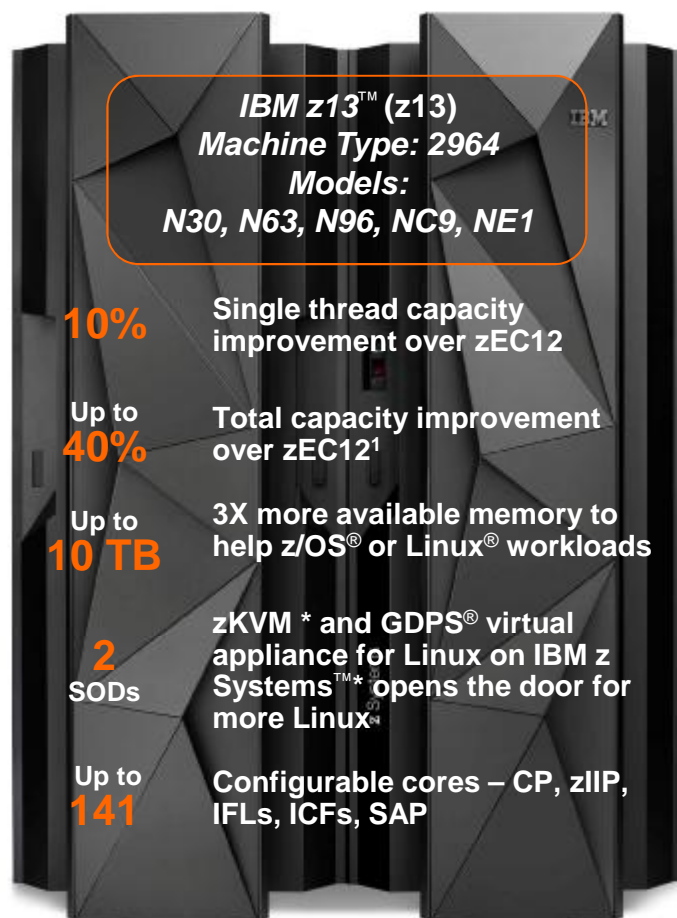 IBM z13™ (z13)
Machine Type: 2964
Models:
N30, N63, N96, NC9, NE1
IBM
10%
Single thread capacity
improvement over zEC12
Up to
40%
Total capacity improvement
over zEC12¹
Up to
10 TB
3X more available memory to
help z/OS® or Linux® workloads
2
SODs
zKVM * and GDPS® virtual
appliance for Linux on IBM z
Systems™* opens the door for
more Linux
z System
Up to
141
Configurable cores – CP, zIIP,
IFLs, ICFs, SAP